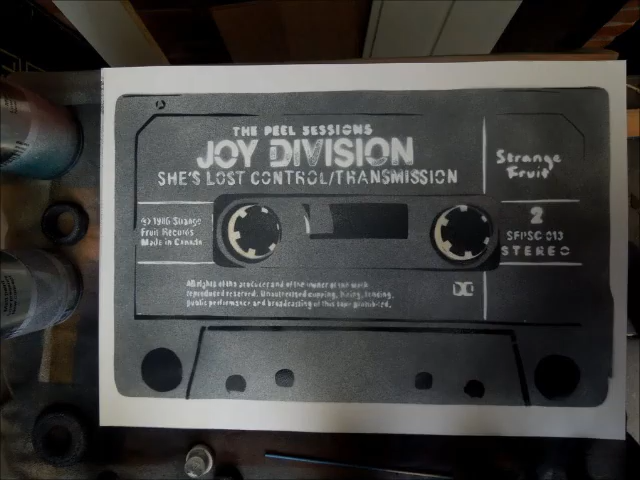 THE PEEL SESSIONS
JOY DIVISION
SHE'S LOST CONTROL/TRANSMISSION
Strange
Fruit
© 1986 Strange
Fruit Records
Made in Canada
2
SFPSC 013
STEREO
All rights of the producer and of the owner of the work
reproduced reserved. Unauthorised copying, hiring, lending,
public performance and broadcasting of this tape prohibited.